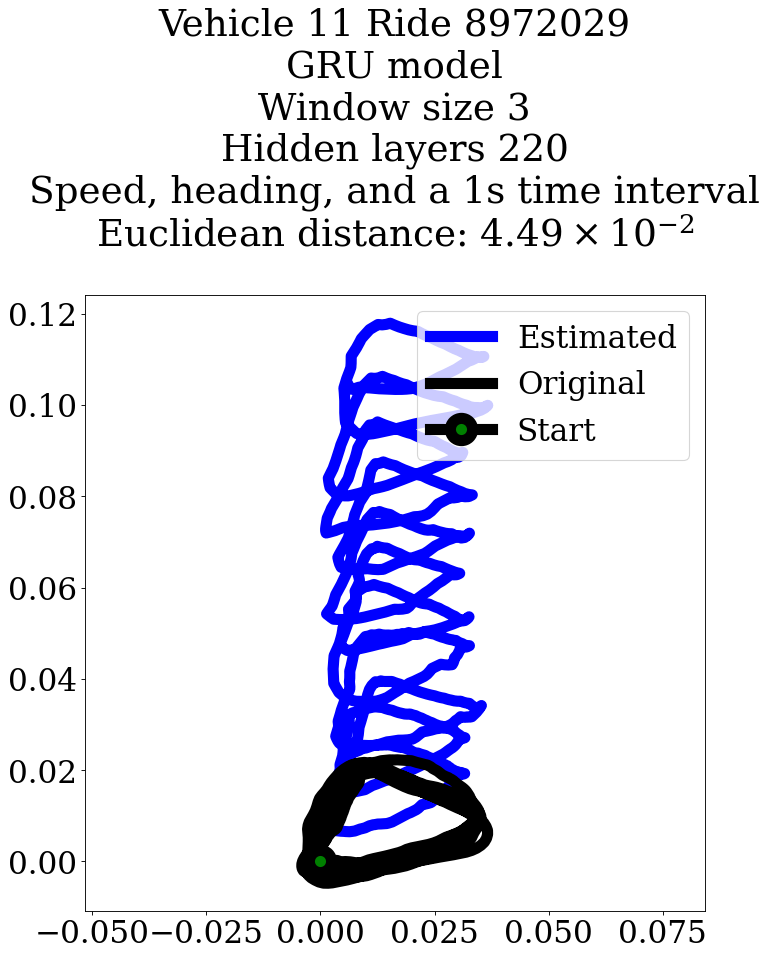 Vehicle 11 Ride 8972029
GRU model
Window size 3
Hidden layers 220
Speed, heading, and a 1s time interval
Euclidean distance: 4.49 × 10⁻²
Estimated
Original
Start
0.12
0.10
0.08
0.06
0.04
0.02
0.00
−0.050 −0.025 0.000 0.025 0.050 0.075